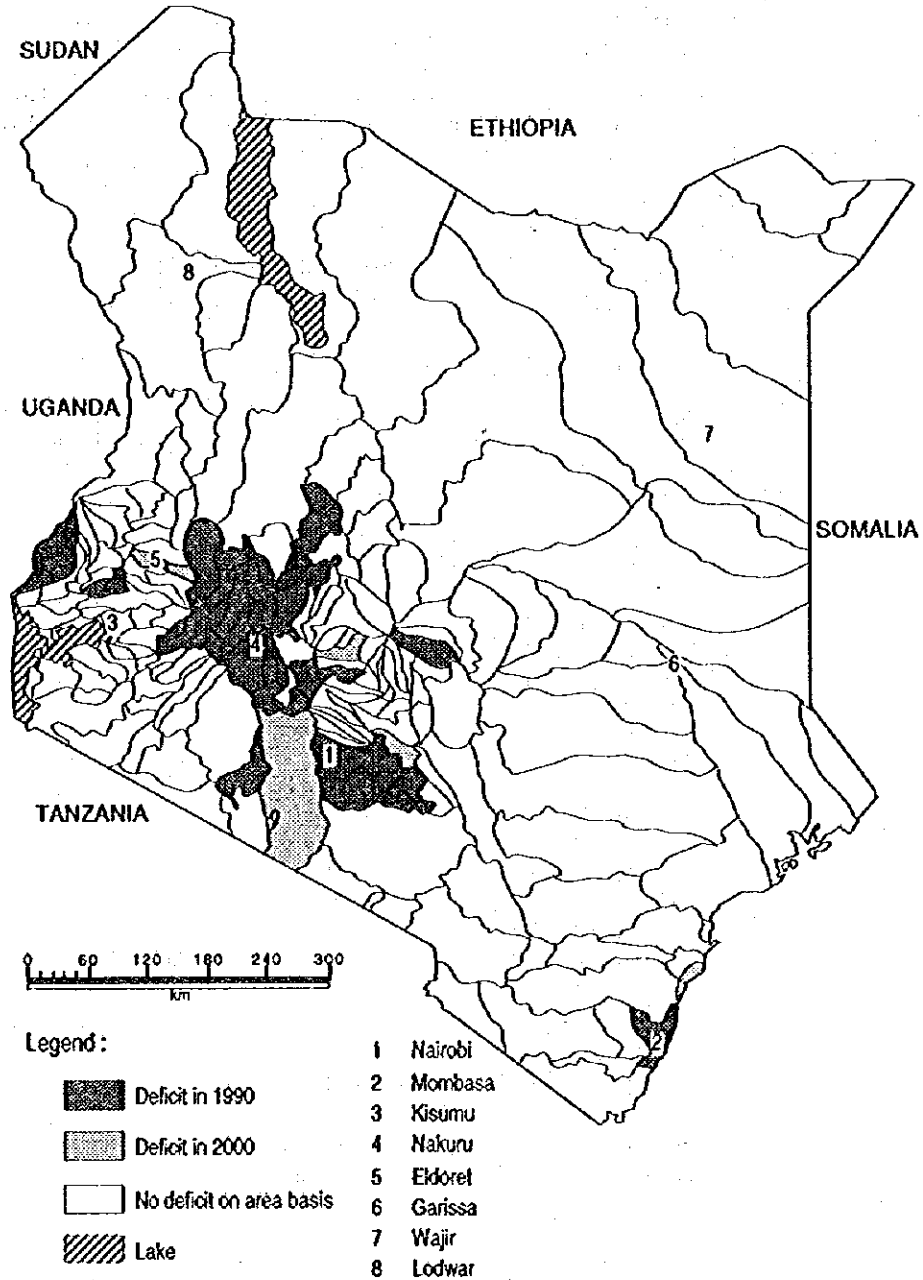 SUDAN
ETHIOPIA
8
UGANDA
7
SOMALIA
5
3
4
6
1
TANZANIA
2
0 60 120 180 240 300
km
Legend :
Deficit in 1990
Deficit in 2000
No deficit on area basis
Lake
1 Nairobi
2 Mombasa
3 Kisumu
4 Nakuru
5 Eldoret
6 Garissa
7 Wajir
8 Lodwar